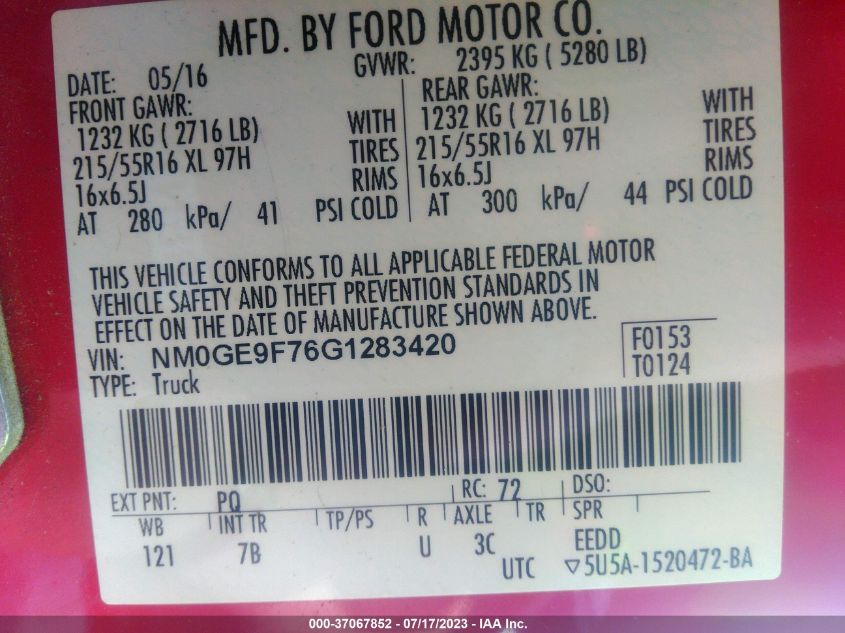 MFD. BY FORD MOTOR CO.
DATE: 05/16 GVWR: 2395 KG ( 5280 LB)
FRONT GAWR: REAR GAWR:
1232 KG ( 2716 LB) WITH 1232 KG ( 2716 LB) WITH
215/55R16 XL 97H TIRES 215/55R16 XL 97H TIRES
16x6.5J RIMS 16x6.5J RIMS
AT 280 kPa/ 41 PSI COLD AT 300 kPa/ 44 PSI COLD
THIS VEHICLE CONFORMS TO ALL APPLICABLE FEDERAL MOTOR
VEHICLE SAFETY AND THEFT PREVENTION STANDARDS IN
EFFECT ON THE DATE OF MANUFACTURE SHOWN ABOVE.
VIN: NM0GE9F76G1283420 F0153
TYPE: Truck T0124
EXT PNT: PQ RC: 72 DSO:
WB INT TR TP/PS R AXLE TR SPR
121 7B U 3C EEDD
UTC ▽5U5A-1520472-BA
000-37067852 / 07/17/2023 - ©IAA Inc.